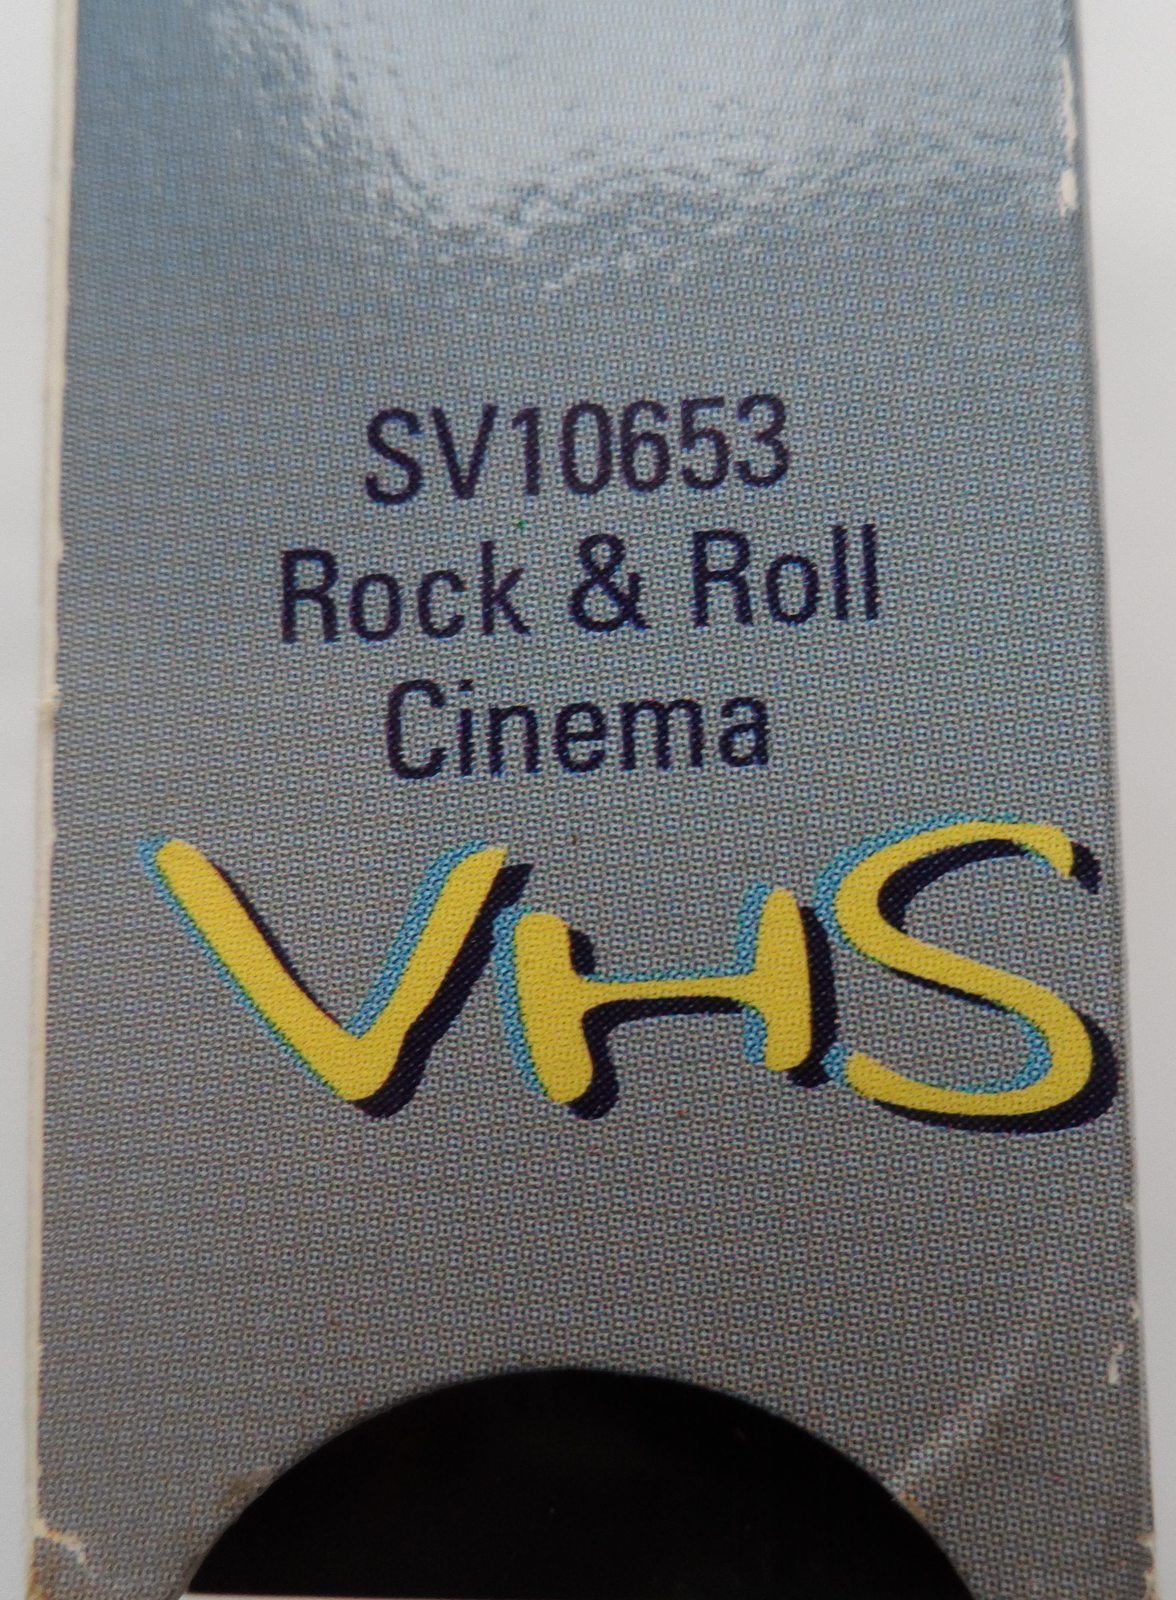 SV10653
Rock & Roll
Cinema
VHS